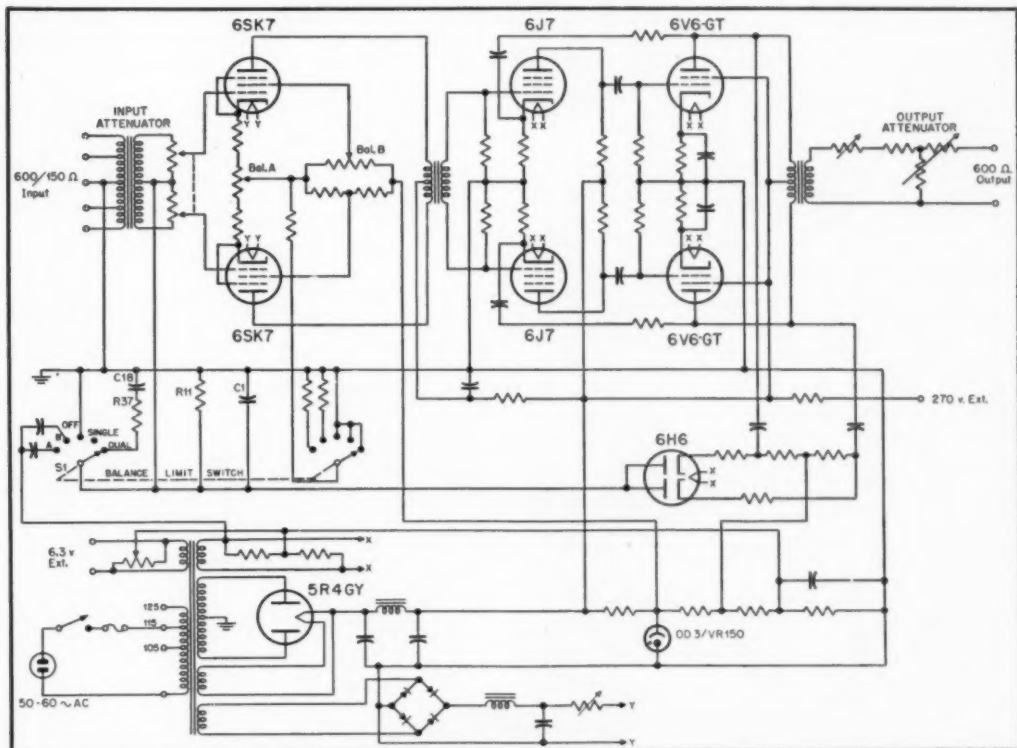 6SK7
6J7
6V6-GT
INPUT
ATTENUATOR
OUTPUT
ATTENUATOR
600/150 Ω
Input
Y Y
X X
X X
Bal.B
Bal.A
600 Ω
Output
Y Y
X X
X X
6SK7
6J7
6V6-GT
C18
R37
R11
C1
270 v. Ext.
OFF
SINGLE
B
A
DUAL
S1
BALANCE LIMIT SWITCH
6H6
X
X
6.3 v
Ext.
X
X
5R4GY
125
115
105
OD3/VR150
50-60 ~ AC
Y
Y